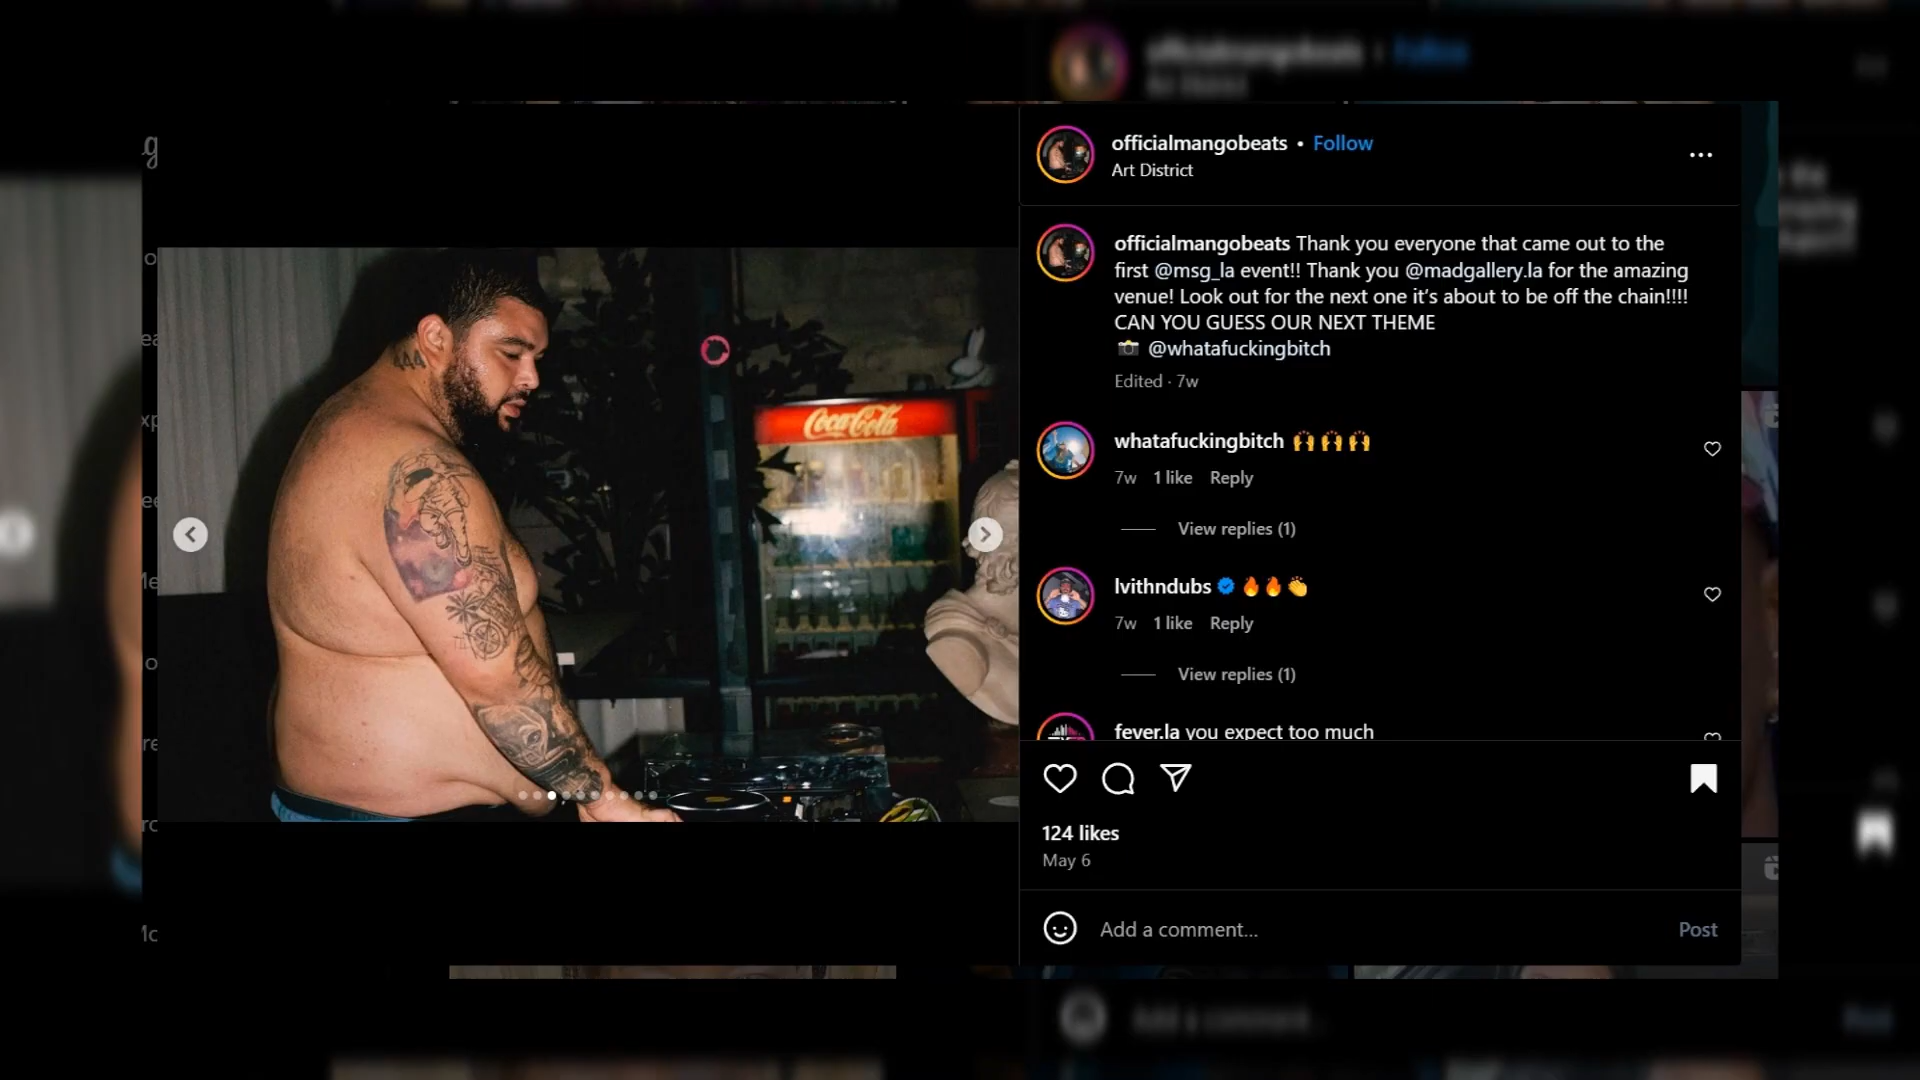 officialmangobeats • Follow
Art District
officialmangobeats Thank you everyone that came out to the
first @msg_la event!! Thank you @madgallery.la for the amazing
venue! Look out for the next one it's about to be off the chain!!!!
CAN YOU GUESS OUR NEXT THEME
📸 @whatafuckingbitch
Edited · 7w
whatafuckingbitch 🙌🙌🙌
7w 1 like Reply
View replies (1)
lvithndubs 🔥🔥👏
7w 1 like Reply
View replies (1)
fever.la you expect too much
124 likes
May 6
Add a comment...
Post
Coca-Cola
444